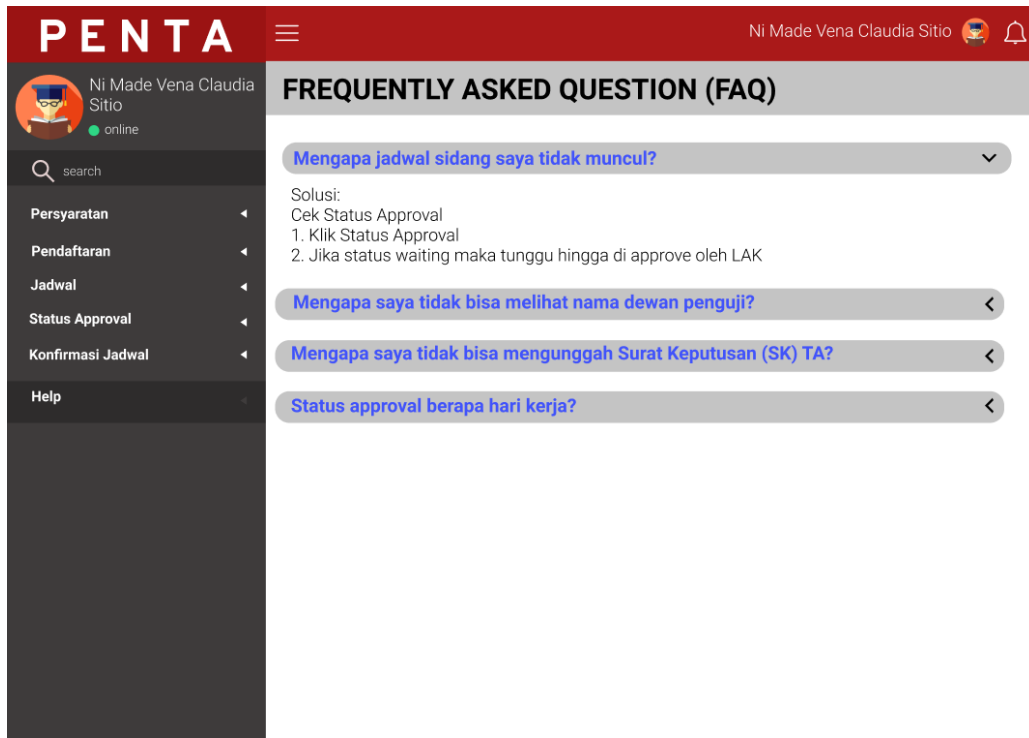 PENTA
Ni Made Vena Claudia Sitio
Ni Made Vena Claudia
Sitio
online
search
Persyaratan
Pendaftaran
Jadwal
Status Approval
Konfirmasi Jadwal
Help
FREQUENTLY ASKED QUESTION (FAQ)
Mengapa jadwal sidang saya tidak muncul?
Solusi:
Cek Status Approval
1. Klik Status Approval
2. Jika status waiting maka tunggu hingga di approve oleh LAK
Mengapa saya tidak bisa melihat nama dewan penguji?
Mengapa saya tidak bisa mengunggah Surat Keputusan (SK) TA?
Status approval berapa hari kerja?